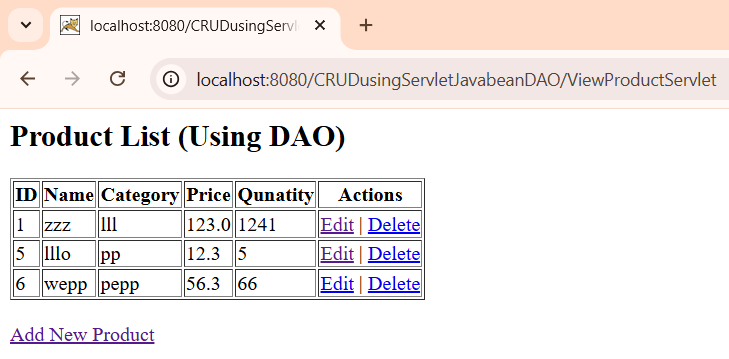 localhost:8080/CRUDusingServl
localhost:8080/CRUDusingServletJavabeanDAO/ViewProductServlet
Product List (Using DAO)
ID Name Category Price Qunatity Actions
1 zzz lll 123.0 1241 Edit | Delete
5 lllo pp 12.3 5 Edit | Delete
6 wepp pepp 56.3 66 Edit | Delete
Add New Product